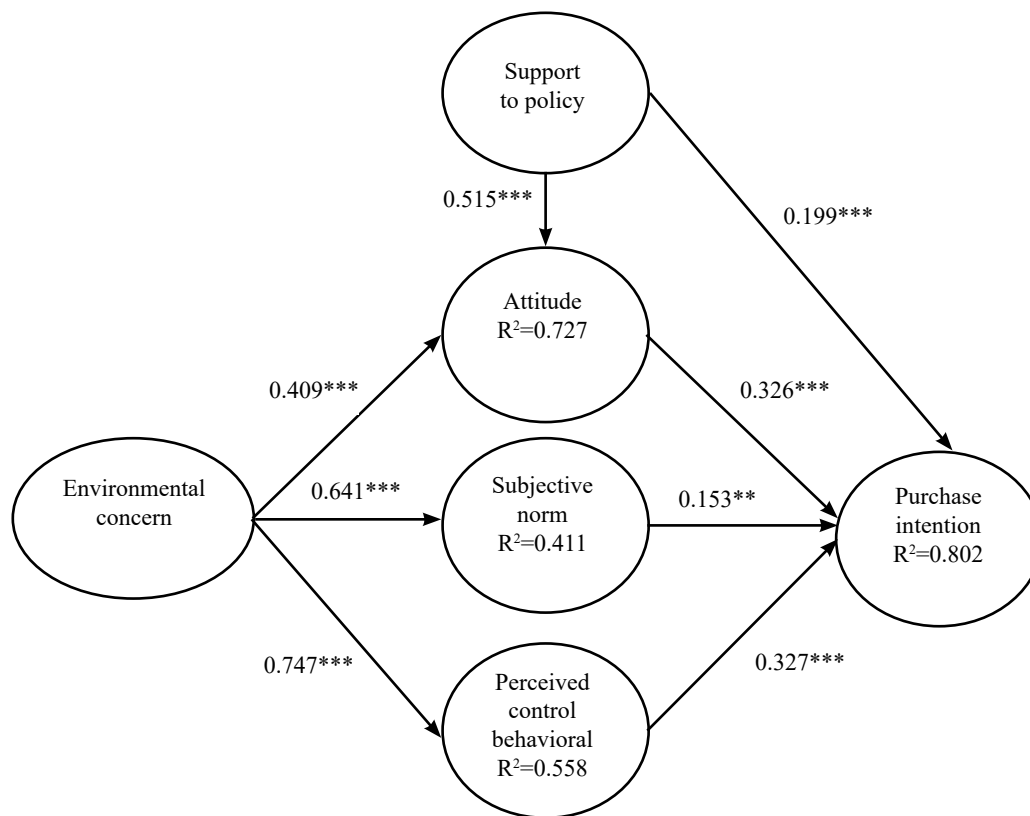 Support
to policy
0.515***
0.199***
Attitude
R²=0.727
0.409***
0.326***
Environmental
concern
0.641***
Subjective
norm
R²=0.411
0.153**
Purchase
intention
R²=0.802
0.747***
0.327***
Perceived
control
behavioral
R²=0.558